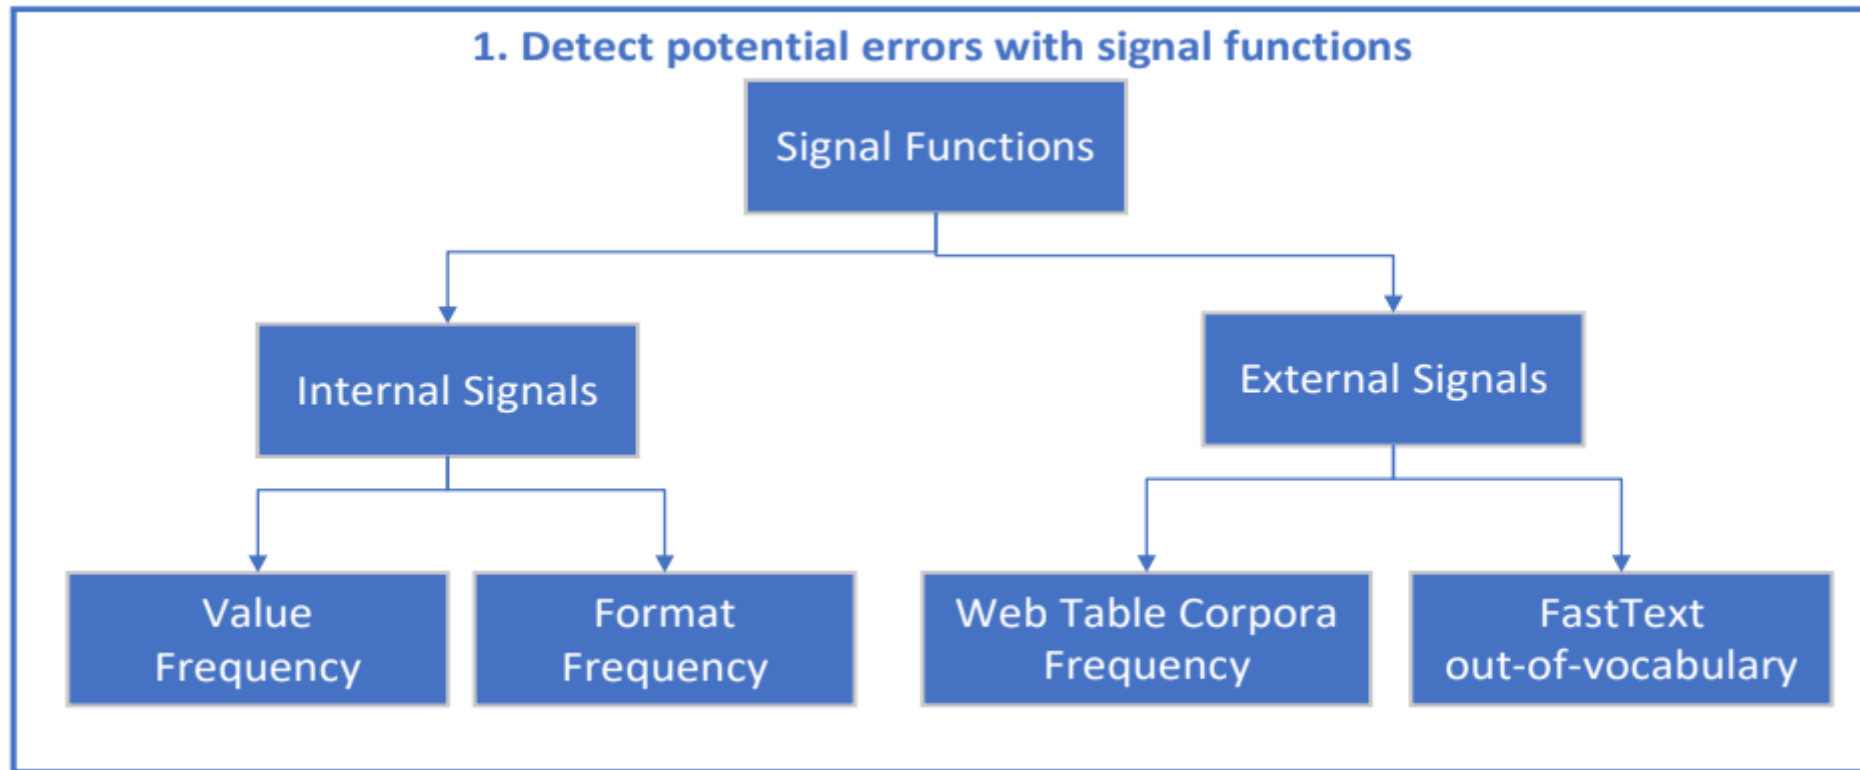 1. Detect potential errors with signal functions
Signal Functions
Internal Signals
External Signals
Value
Frequency
Format
Frequency
Web Table Corpora
Frequency
FastText
out-of-vocabulary